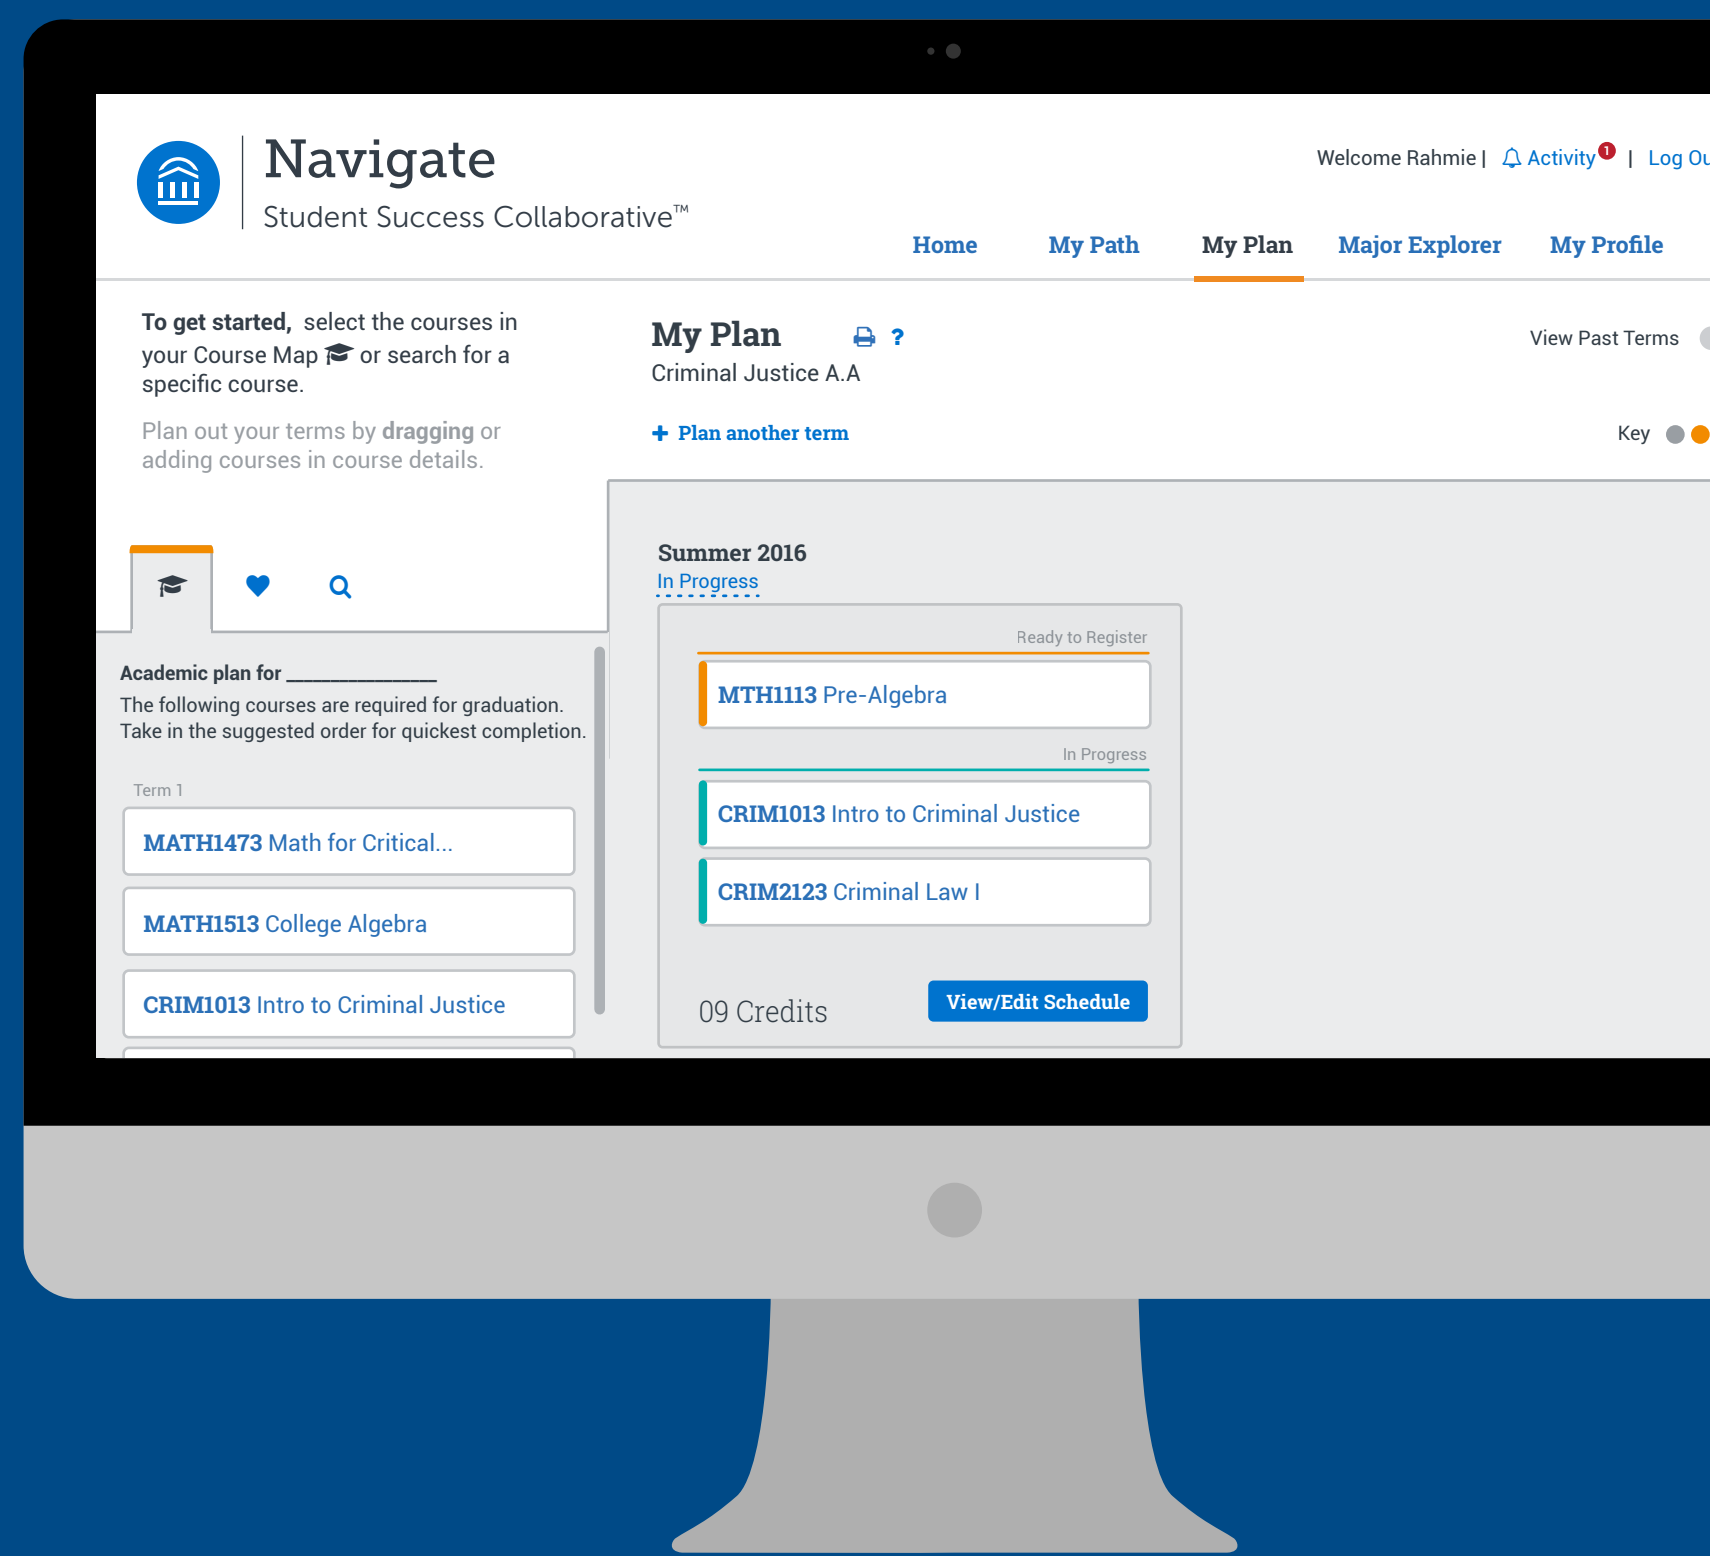 Navigate
Student Success Collaborative™
Welcome Rahmie | Activity 1 | Log Ou
Home My Path My Plan Major Explorer My Profile
To get started, select the courses in
your Course Map or search for a
specific course.
Plan out your terms by dragging or
adding courses in course details.
My Plan ?
Criminal Justice A.A
+ Plan another term
View Past Terms
Key
Academic plan for _______________
The following courses are required for graduation.
Take in the suggested order for quickest completion.
Term 1
MATH1473 Math for Critical...
MATH1513 College Algebra
CRIM1013 Intro to Criminal Justice
Summer 2016
In Progress
Ready to Register
MTH1113 Pre-Algebra
In Progress
CRIM1013 Intro to Criminal Justice
CRIM2123 Criminal Law I
09 Credits
View/Edit Schedule